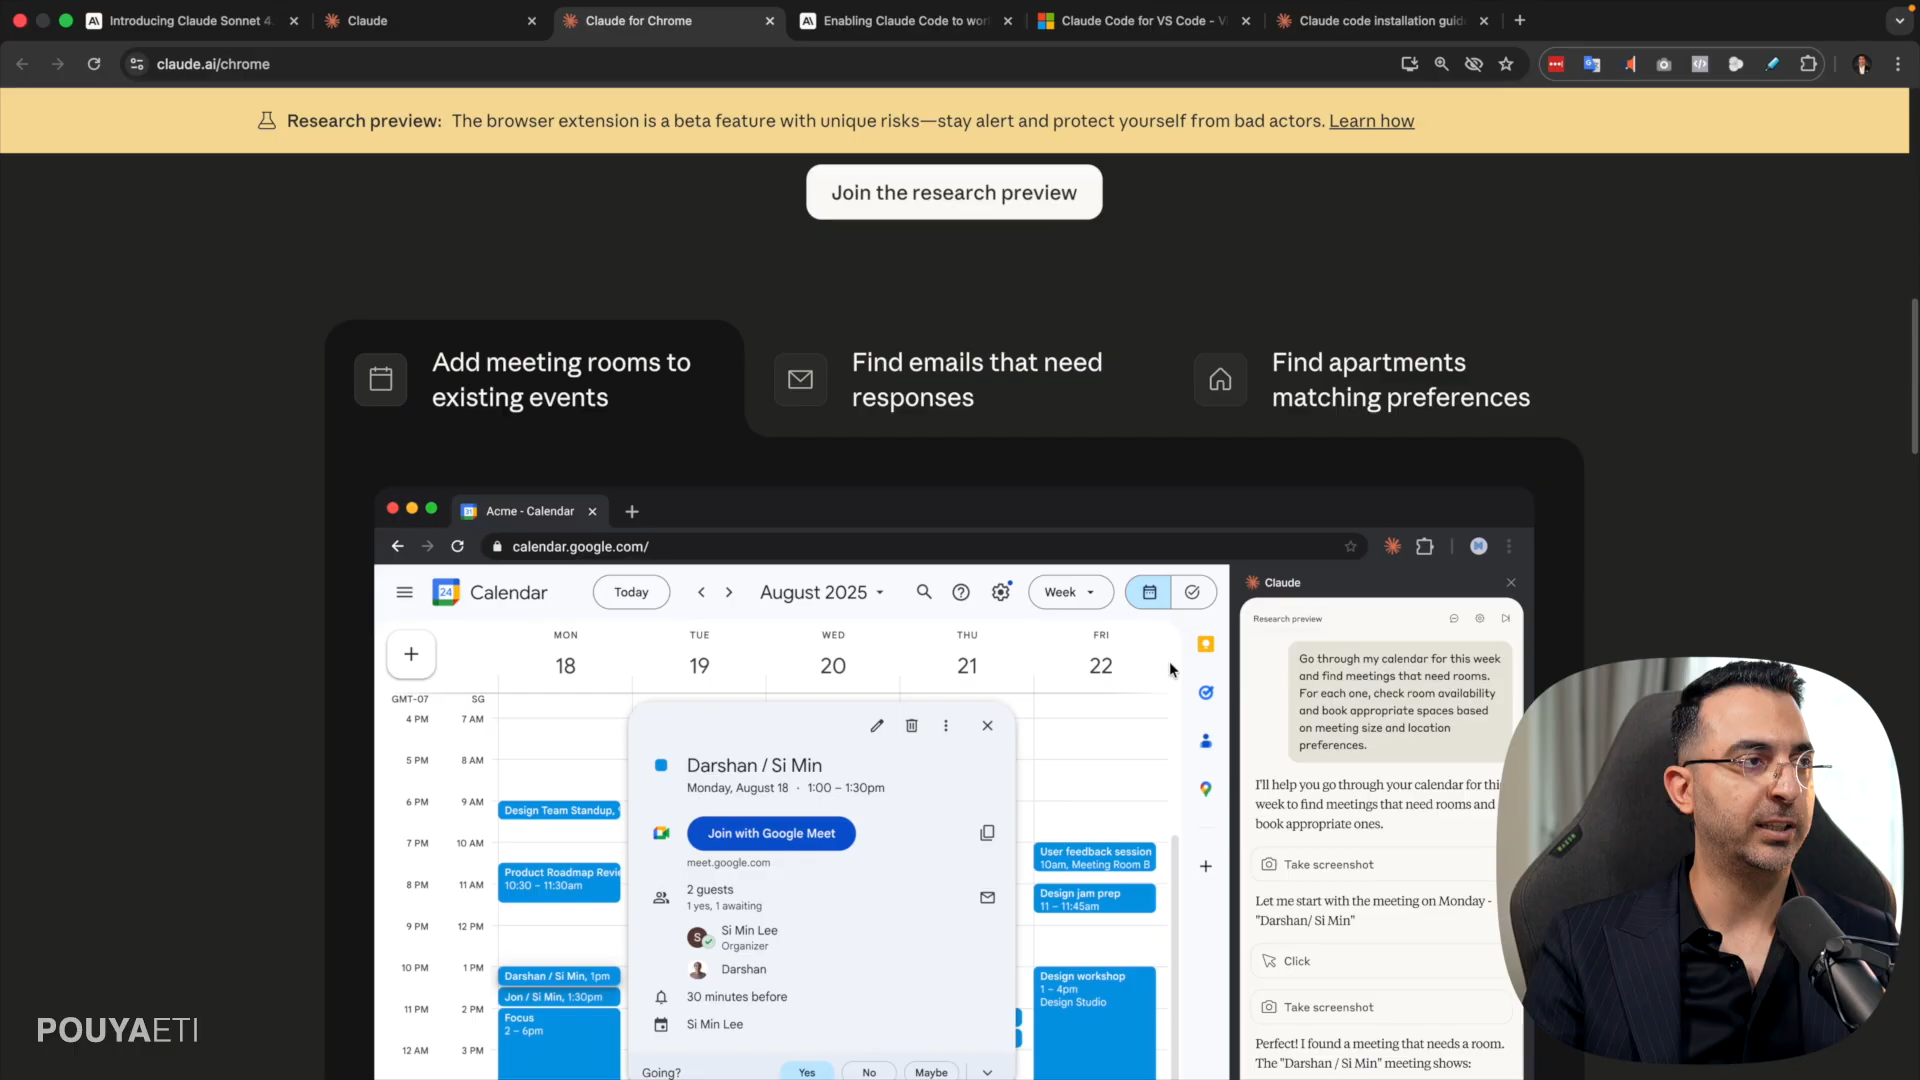 Introducing Claude Sonnet 4.
Claude
Claude for Chrome
Enabling Claude Code to wor
Claude Code for VS Code - Vi
Claude code installation guid
claude.ai/chrome
Research preview: The browser extension is a beta feature with unique risks—stay alert and protect yourself from bad actors. Learn how
Join the research preview
Add meeting rooms to
existing events
Find emails that need
responses
Find apartments
matching preferences
Acme - Calendar
calendar.google.com/
24
Calendar
Today
August 2025
Week
MON
TUE
WED
THU
FRI
18
19
20
21
22
GMT-07
SG
4 PM
7 AM
5 PM
8 AM
6 PM
9 AM
7 PM
10 AM
8 PM
11 AM
9 PM
12 PM
10 PM
1 PM
11 PM
2 PM
12 AM
3 PM
Design Team Standup,
Product Roadmap Revie
10:30 – 11:30am
Darshan / Si Min, 1pm
Jon / Si Min, 1:30pm
Focus
2 – 6pm
Darshan / Si Min
Monday, August 18 · 1:00 – 1:30pm
Join with Google Meet
meet.google.com
2 guests
1 yes, 1 awaiting
S
Si Min Lee
Organizer
Darshan
30 minutes before
Si Min Lee
Going?
Yes
No
Maybe
User feedback session
10am, Meeting Room B
Design jam prep
11 – 11:45am
Design workshop
1 – 4pm
Design Studio
Claude
Research preview
Go through my calendar for this week
and find meetings that need rooms.
For each one, check room availability
and book appropriate spaces based
on meeting size and location
preferences.
I'll help you go through your calendar for this
week to find meetings that need rooms and
book appropriate ones.
Take screenshot
Let me start with the meeting on Monday -
"Darshan/ Si Min"
Click
Take screenshot
Perfect! I found a meeting that needs a room.
The "Darshan / Si Min" meeting shows:
POUYAETI